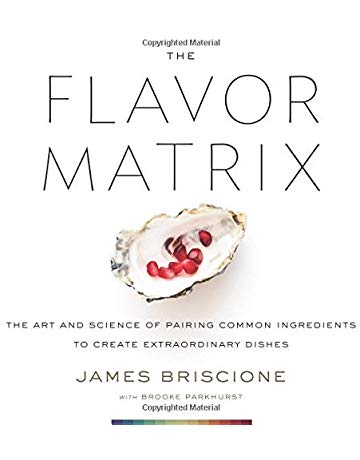 Copyrighted Material
THE
FLAVOR
MATRIX
THE ART AND SCIENCE OF PAIRING COMMON INGREDIENTS
TO CREATE EXTRAORDINARY DISHES
JAMES BRISCIONE
WITH BROOKE PARKHURST
Copyrighted Material